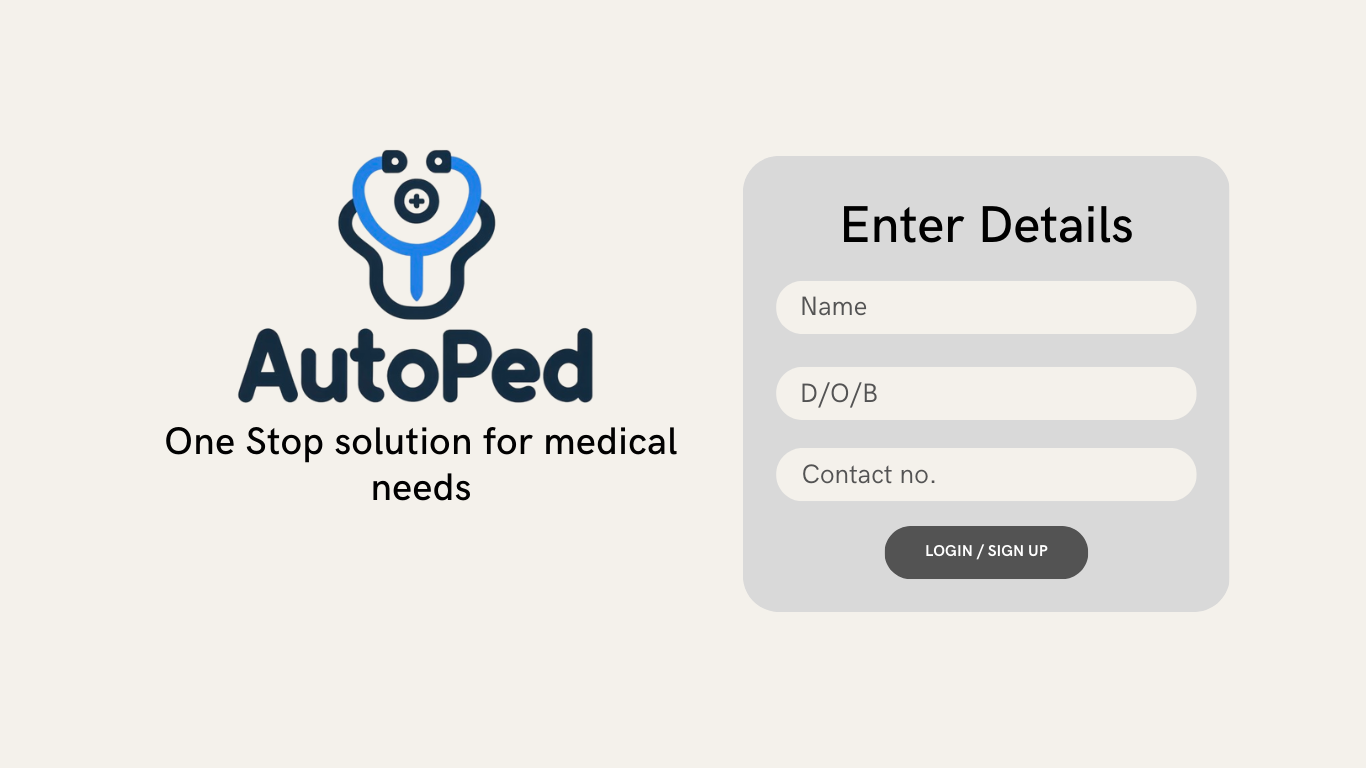 AutoPed
One Stop solution for medical
needs
Enter Details
Name
D/O/B
Contact no.
LOGIN / SIGN UP